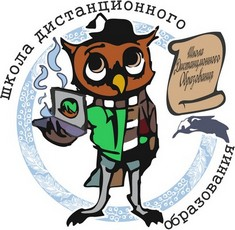 школа дистанционного
образования
Школа
Дистанционного
Образования